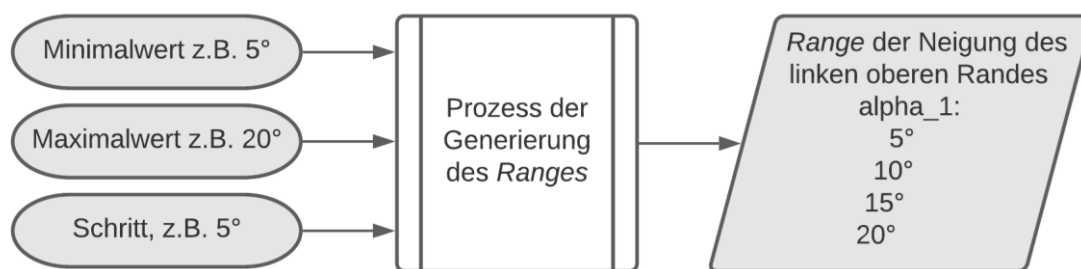 Minimalwert z.B. 5°
Maximalwert z.B. 20°
Schritt, z.B. 5°
Prozess der
Generierung
des Ranges
Range der Neigung des
linken oberen Randes
alpha_1:
5°
10°
15°
20°